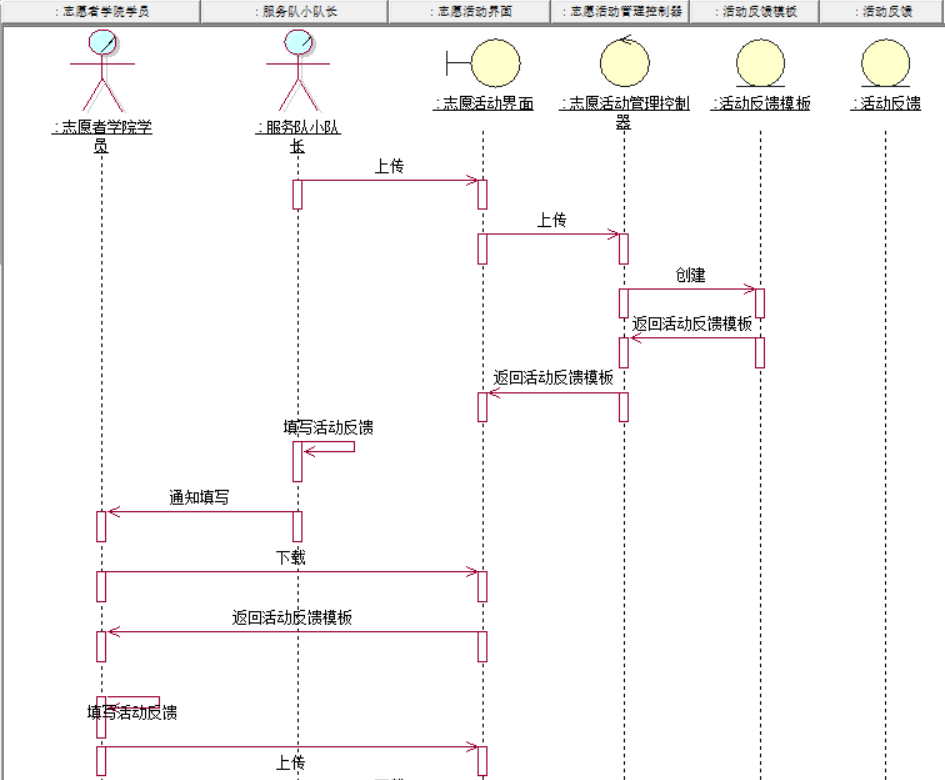 : 志愿者学院学员
: 服务队小队长
: 志愿活动界面
: 志愿活动管理控制器
: 活动反馈模板
: 活动反馈
: 志愿者学院学
员
: 服务队小队
长
: 志愿活动界面
: 志愿活动管理控制
器
: 活动反馈模板
: 活动反馈
上传
上传
创建
返回活动反馈模板
返回活动反馈模板
填写活动反馈
通知填写
下载
返回活动反馈模板
填写活动反馈
上传